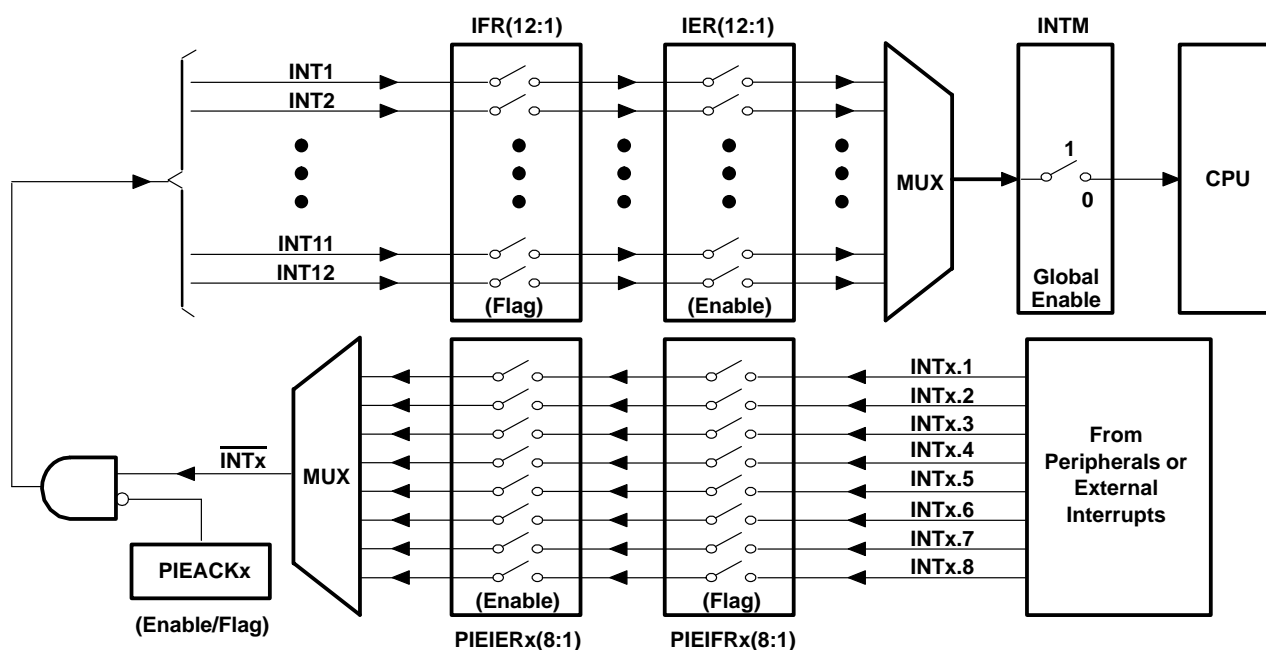 IFR(12:1)
IER(12:1)
INTM
INT1
INT2
1
MUX
CPU
0
INT11
INT12
Global
Enable
(Flag)
(Enable)
INTx.1
INTx.2
INTx.3
From
INTx.4
Peripherals or
INTx
MUX
INTx.5
External
INTx.6
Interrupts
INTx.7
PIEACKx
INTx.8
(Enable)
(Flag)
(Enable/Flag)
PIEIERx(8:1)
PIEIFRx(8:1)